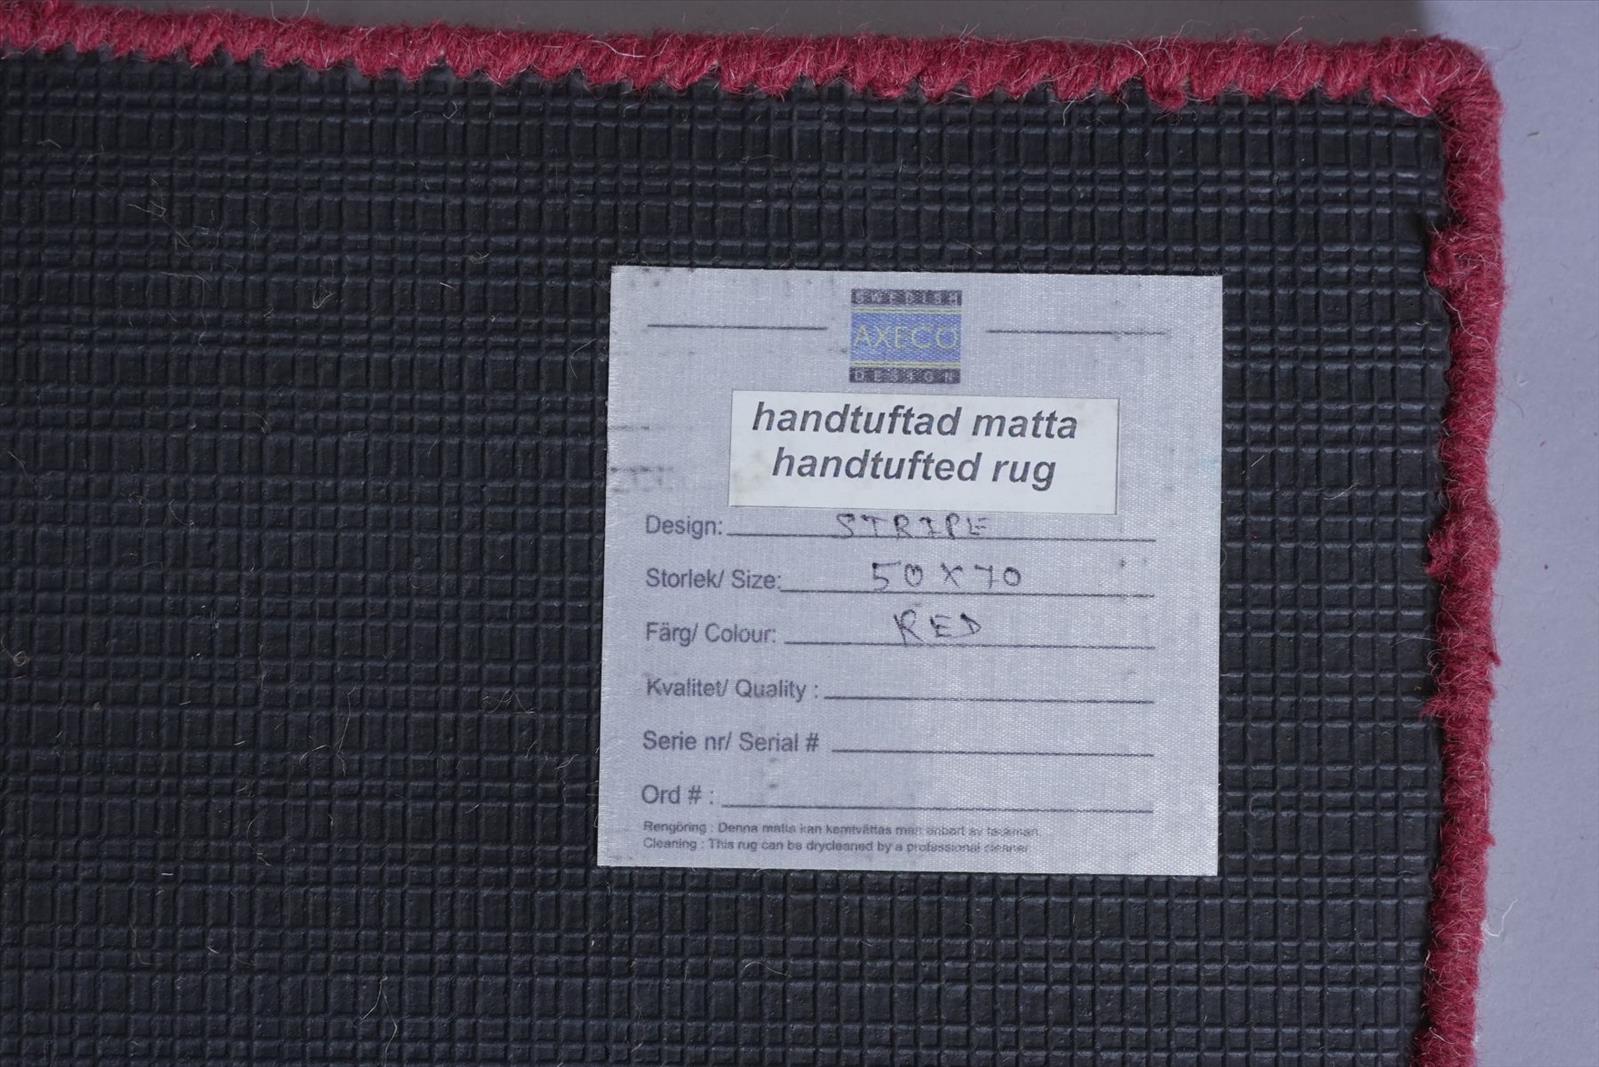 SWEDISH
AXECO
DESIGN
handtuftad matta
handtufted rug
Design: STRIPE
Storlek/ Size: 50 X 70
Färg/ Colour: RED
Kvalitet/ Quality :
Serie nr/ Serial #
Ord # :
Rengöring : Denna matta kan kemtvättas av fackman.
Cleaning : This rug can be drycleaned by a professional cleaner